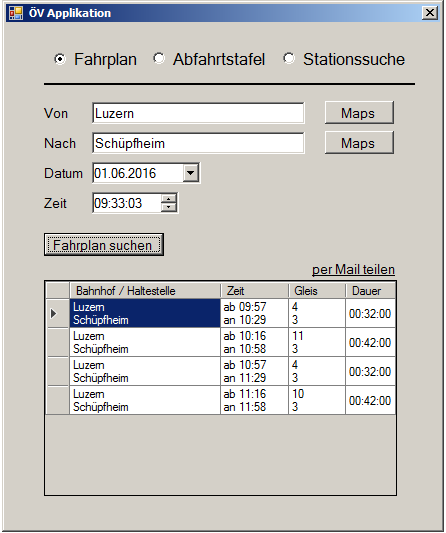 ÖV Applikation
Fahrplan Abfahrtstafel Stationssuche
Von Luzern Maps
Nach Schüpfheim Maps
Datum 01.06.2016
Zeit 09:33:03
Fahrplan suchen
per Mail teilen
Bahnhof / Haltestelle Zeit Gleis Dauer
Luzern ab 09:57 4
Schüpfheim an 10:29 3 00:32:00
Luzern ab 10:16 11
Schüpfheim an 10:58 3 00:42:00
Luzern ab 10:57 4
Schüpfheim an 11:29 3 00:32:00
Luzern ab 11:16 10
Schüpfheim an 11:58 3 00:42:00